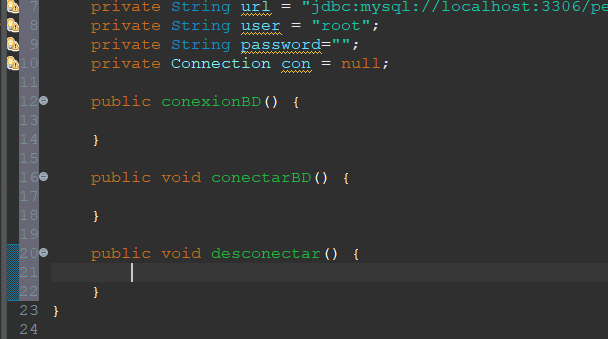 7 private String url = "jdbc:mysql://localhost:3306/pe
8 private String user = "root";
9 private String password="";
10 private Connection con = null;
11
12 public conexionBD() {
13
14 }
15
16 public void conectarBD() {
17
18 }
19
20 public void desconectar() {
21
22 }
23 }
24